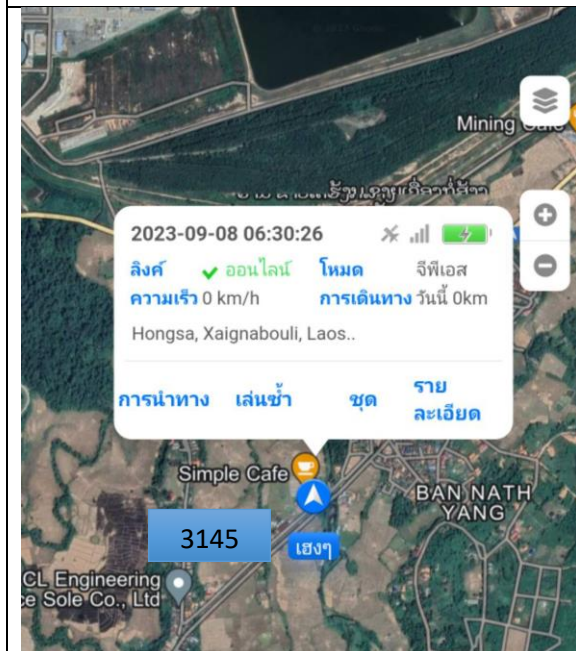 Mining
2023-09-08 06:30:26
ลิงค์ ออนไลน์ โหมด จีพีเอส
ความเร็ว 0 km/h การเดินทาง วันนี้ 0km
Hongsa, Xaignabouli, Laos..
การนำทาง เล่นซ้ำ ชุด ราย
ละเอียด
Simple Cafe
BAN NATH
YANG
3145
เฮงๆ
CL Engineering
e Sole Co., Ltd